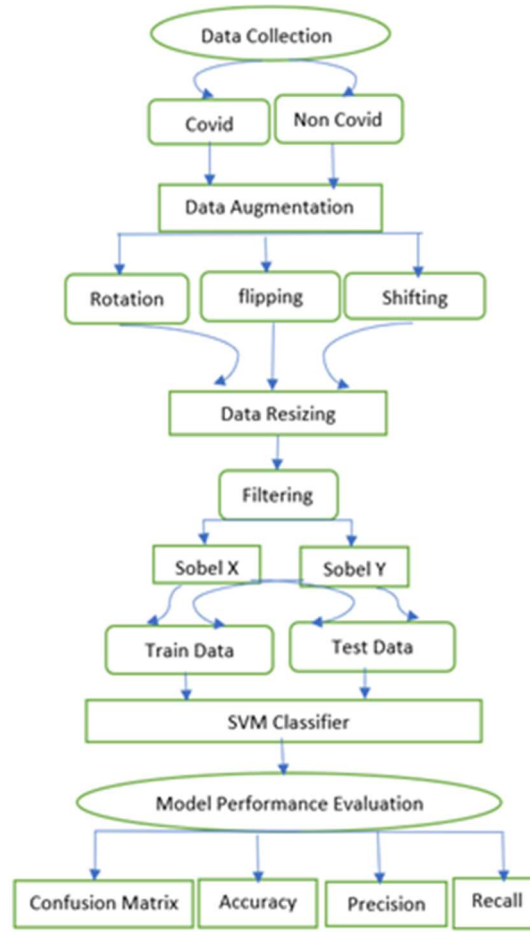 Data Collection
Covid
Non Covid
Data Augmentation
Rotation
flipping
Shifting
Data Resizing
Filtering
Sobel X
Sobel Y
Train Data
Test Data
SVM Classifier
Model Performance Evaluation
Confusion Matrix
Accuracy
Precision
Recall